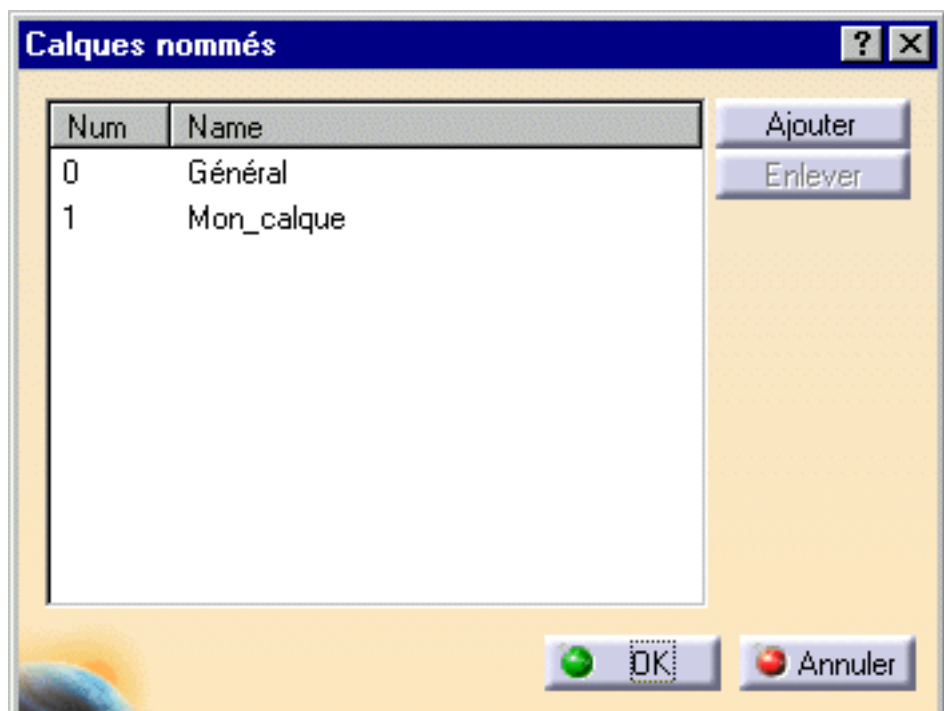 Calques nommés
Num Name
0 Général
1 Mon_calque
Ajouter
Enlever
OK
Annuler